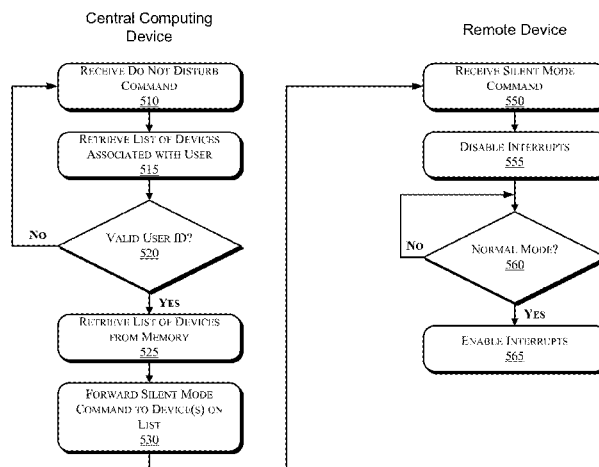 Central Computing
Device
RECEIVE DO NOT DISTURB
COMMAND
510
RETRIEVE LIST OF DEVICES
ASSOCIATED WITH USER
515
NO
VALID USER ID?
520
YES
RETRIEVE LIST OF DEVICES
FROM MEMORY
525
FORWARD SILENT MODE
COMMAND TO DEVICE(S) ON
LIST
530
Remote Device
RECEIVE SILENT MODE
COMMAND
550
DISABLE INTERRUPTS
555
NO
NORMAL MODE?
560
YES
ENABLE INTERRUPTS
565